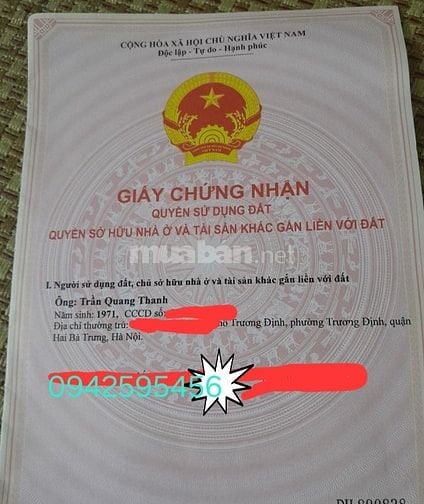 CỘNG HÒA XÃ HỘI CHỦ NGHĨA VIỆT NAM
Độc lập - Tự do - Hạnh phúc
GIẤY CHỨNG NHẬN
QUYỀN SỬ DỤNG ĐẤT
QUYỀN SỞ HỮU NHÀ Ở VÀ TÀI SẢN KHÁC GẮN LIỀN VỚI ĐẤT
muaban.net
I. Người sử dụng đất, chủ sở hữu nhà ở và tài sản khác gắn liền với đất
Ông: Trần Quang Thanh
Năm sinh: 1971, CCCD số:
Địa chỉ thường trú: Trương Định, phường Trương Định, quận
Hai Bà Trưng, Hà Nội.
0942595456